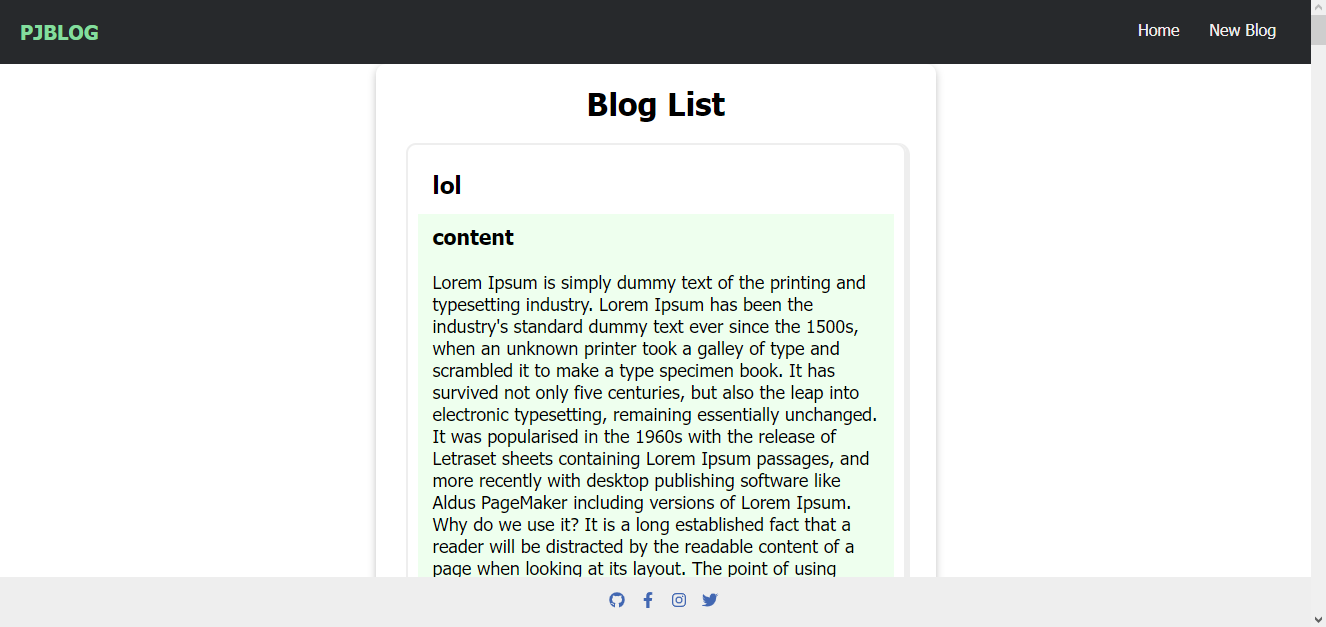 PJBLOG
Home New Blog
Blog List
lol
content
Lorem Ipsum is simply dummy text of the printing and
typesetting industry. Lorem Ipsum has been the
industry's standard dummy text ever since the 1500s,
when an unknown printer took a galley of type and
scrambled it to make a type specimen book. It has
survived not only five centuries, but also the leap into
electronic typesetting, remaining essentially unchanged.
It was popularised in the 1960s with the release of
Letraset sheets containing Lorem Ipsum passages, and
more recently with desktop publishing software like
Aldus PageMaker including versions of Lorem Ipsum.
Why do we use it? It is a long established fact that a
reader will be distracted by the readable content of a
page when looking at its layout. The point of using